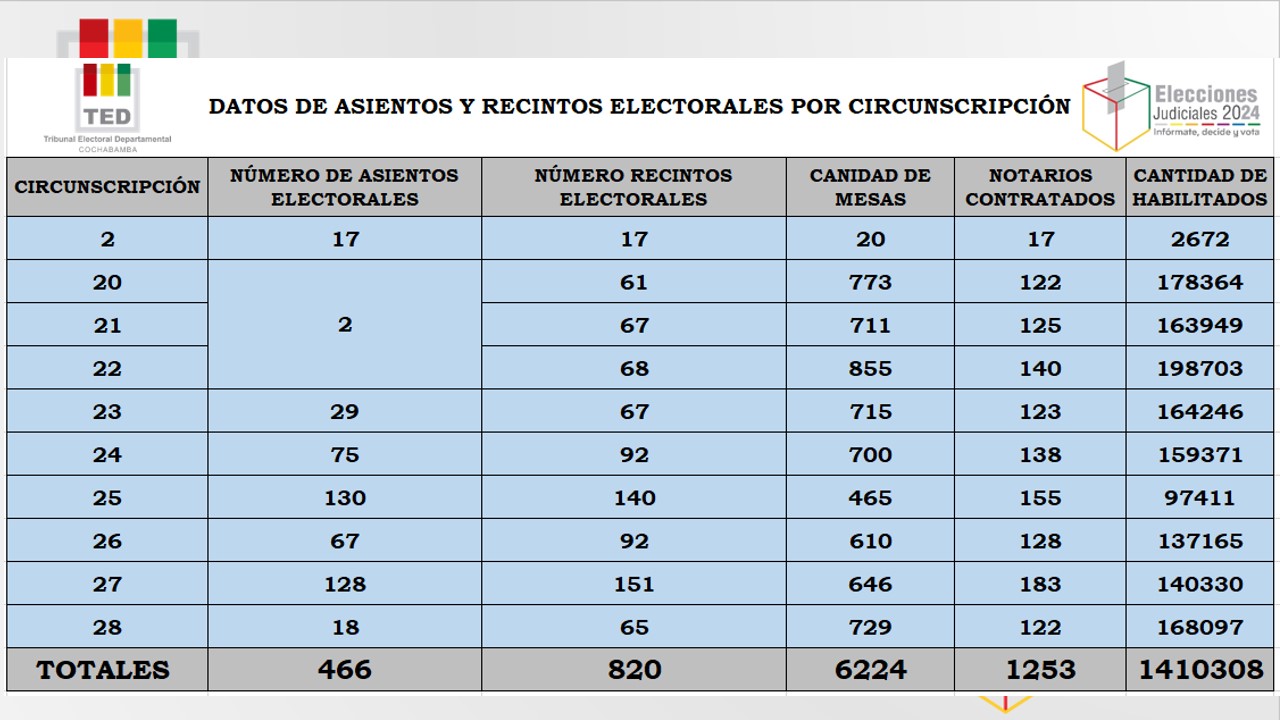 TED
Tribunal Electoral Departamental
COCHABAMBA
DATOS DE ASIENTOS Y RECINTOS ELECTORALES POR CIRCUNSCRIPCIÓN
Elecciones
Judiciales 2024
Infórmate, decide y vota
CIRCUNSCRIPCIÓN NÚMERO DE ASIENTOS ELECTORALES NÚMERO RECINTOS ELECTORALES CANIDAD DE MESAS NOTARIOS CONTRATADOS CANTIDAD DE HABILITADOS
2 17 17 20 17 2672
20 61 773 122 178364
21 2 67 711 125 163949
22 68 855 140 198703
23 29 67 715 123 164246
24 75 92 700 138 159371
25 130 140 465 155 97411
26 67 92 610 128 137165
27 128 151 646 183 140330
28 18 65 729 122 168097
TOTALES 466 820 6224 1253 1410308